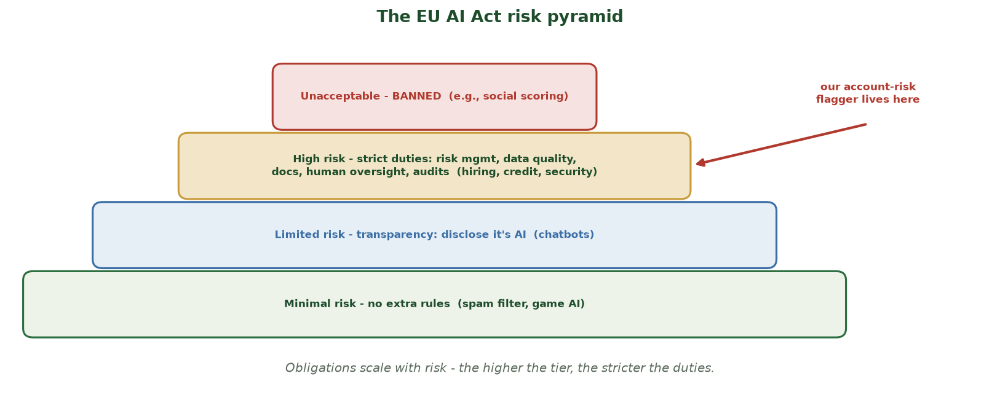 The EU AI Act risk pyramid
Unacceptable - BANNED  (e.g., social scoring)
our account-risk
flagger lives here
High risk - strict duties: risk mgmt, data quality,
docs, human oversight, audits  (hiring, credit, security)
Limited risk - transparency: disclose it's AI  (chatbots)
Minimal risk - no extra rules  (spam filter, game AI)
Obligations scale with risk - the higher the tier, the stricter the duties.